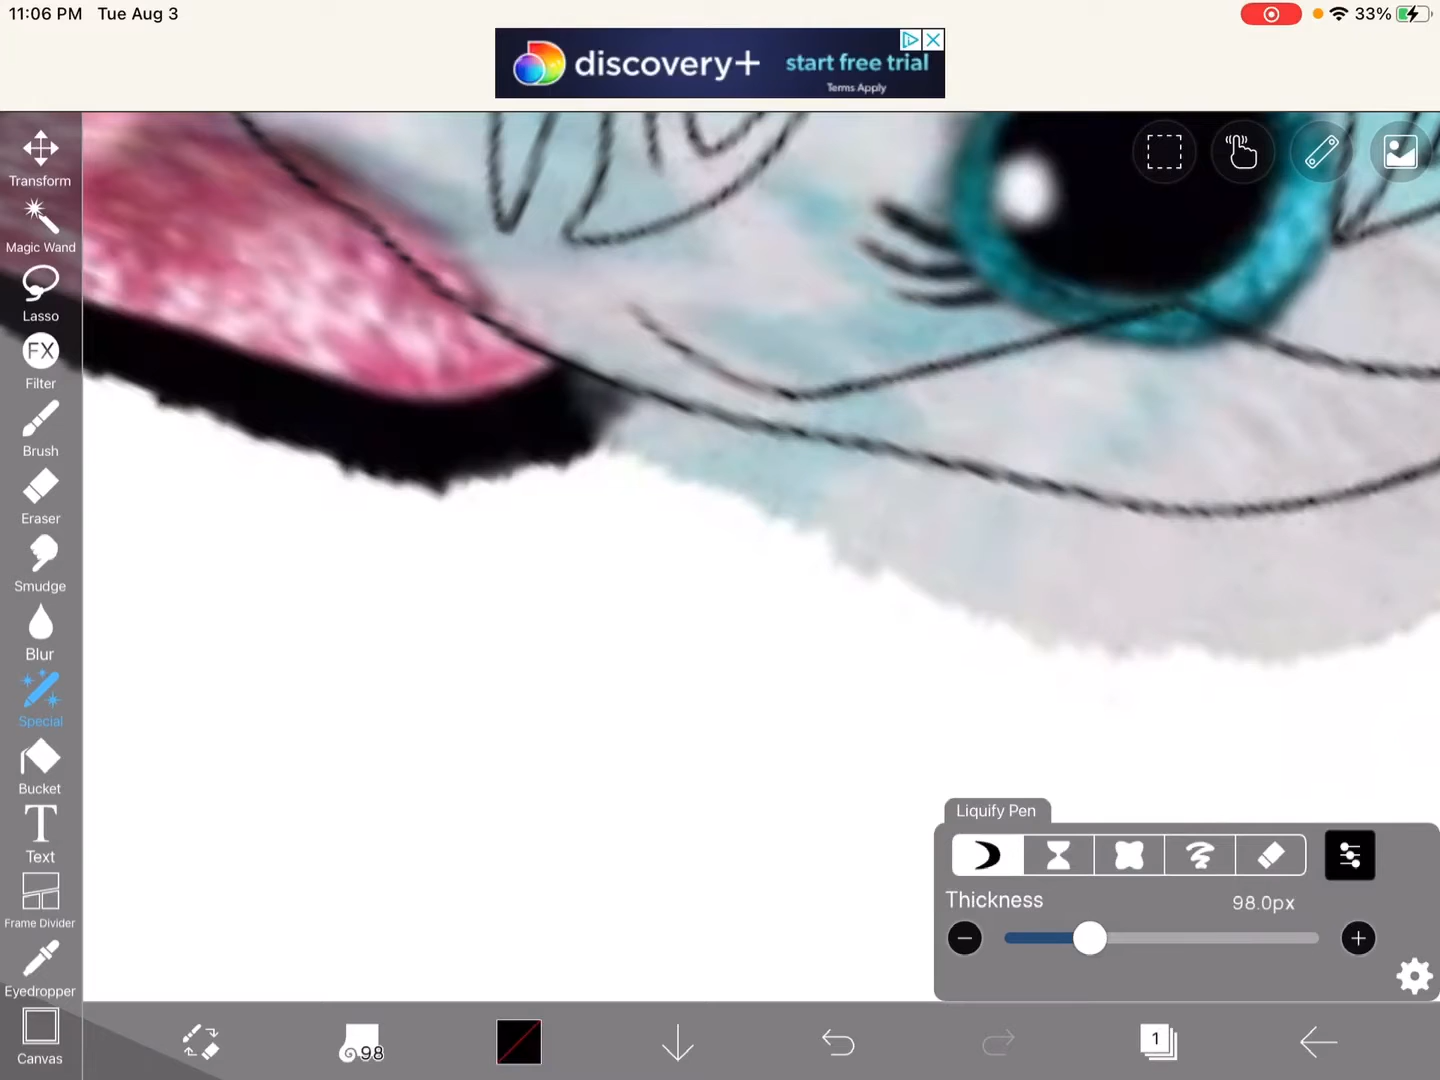 11:06 PM Tue Aug 3
33%
discovery+
start free trial
Terms Apply
Transform
Magic Wand
Lasso
FX
Filter
Brush
Eraser
Smudge
Blur
Special
Bucket
T
Text
Frame Divider
Eyedropper
Canvas
Liquify Pen
Thickness
98.0px
98
1